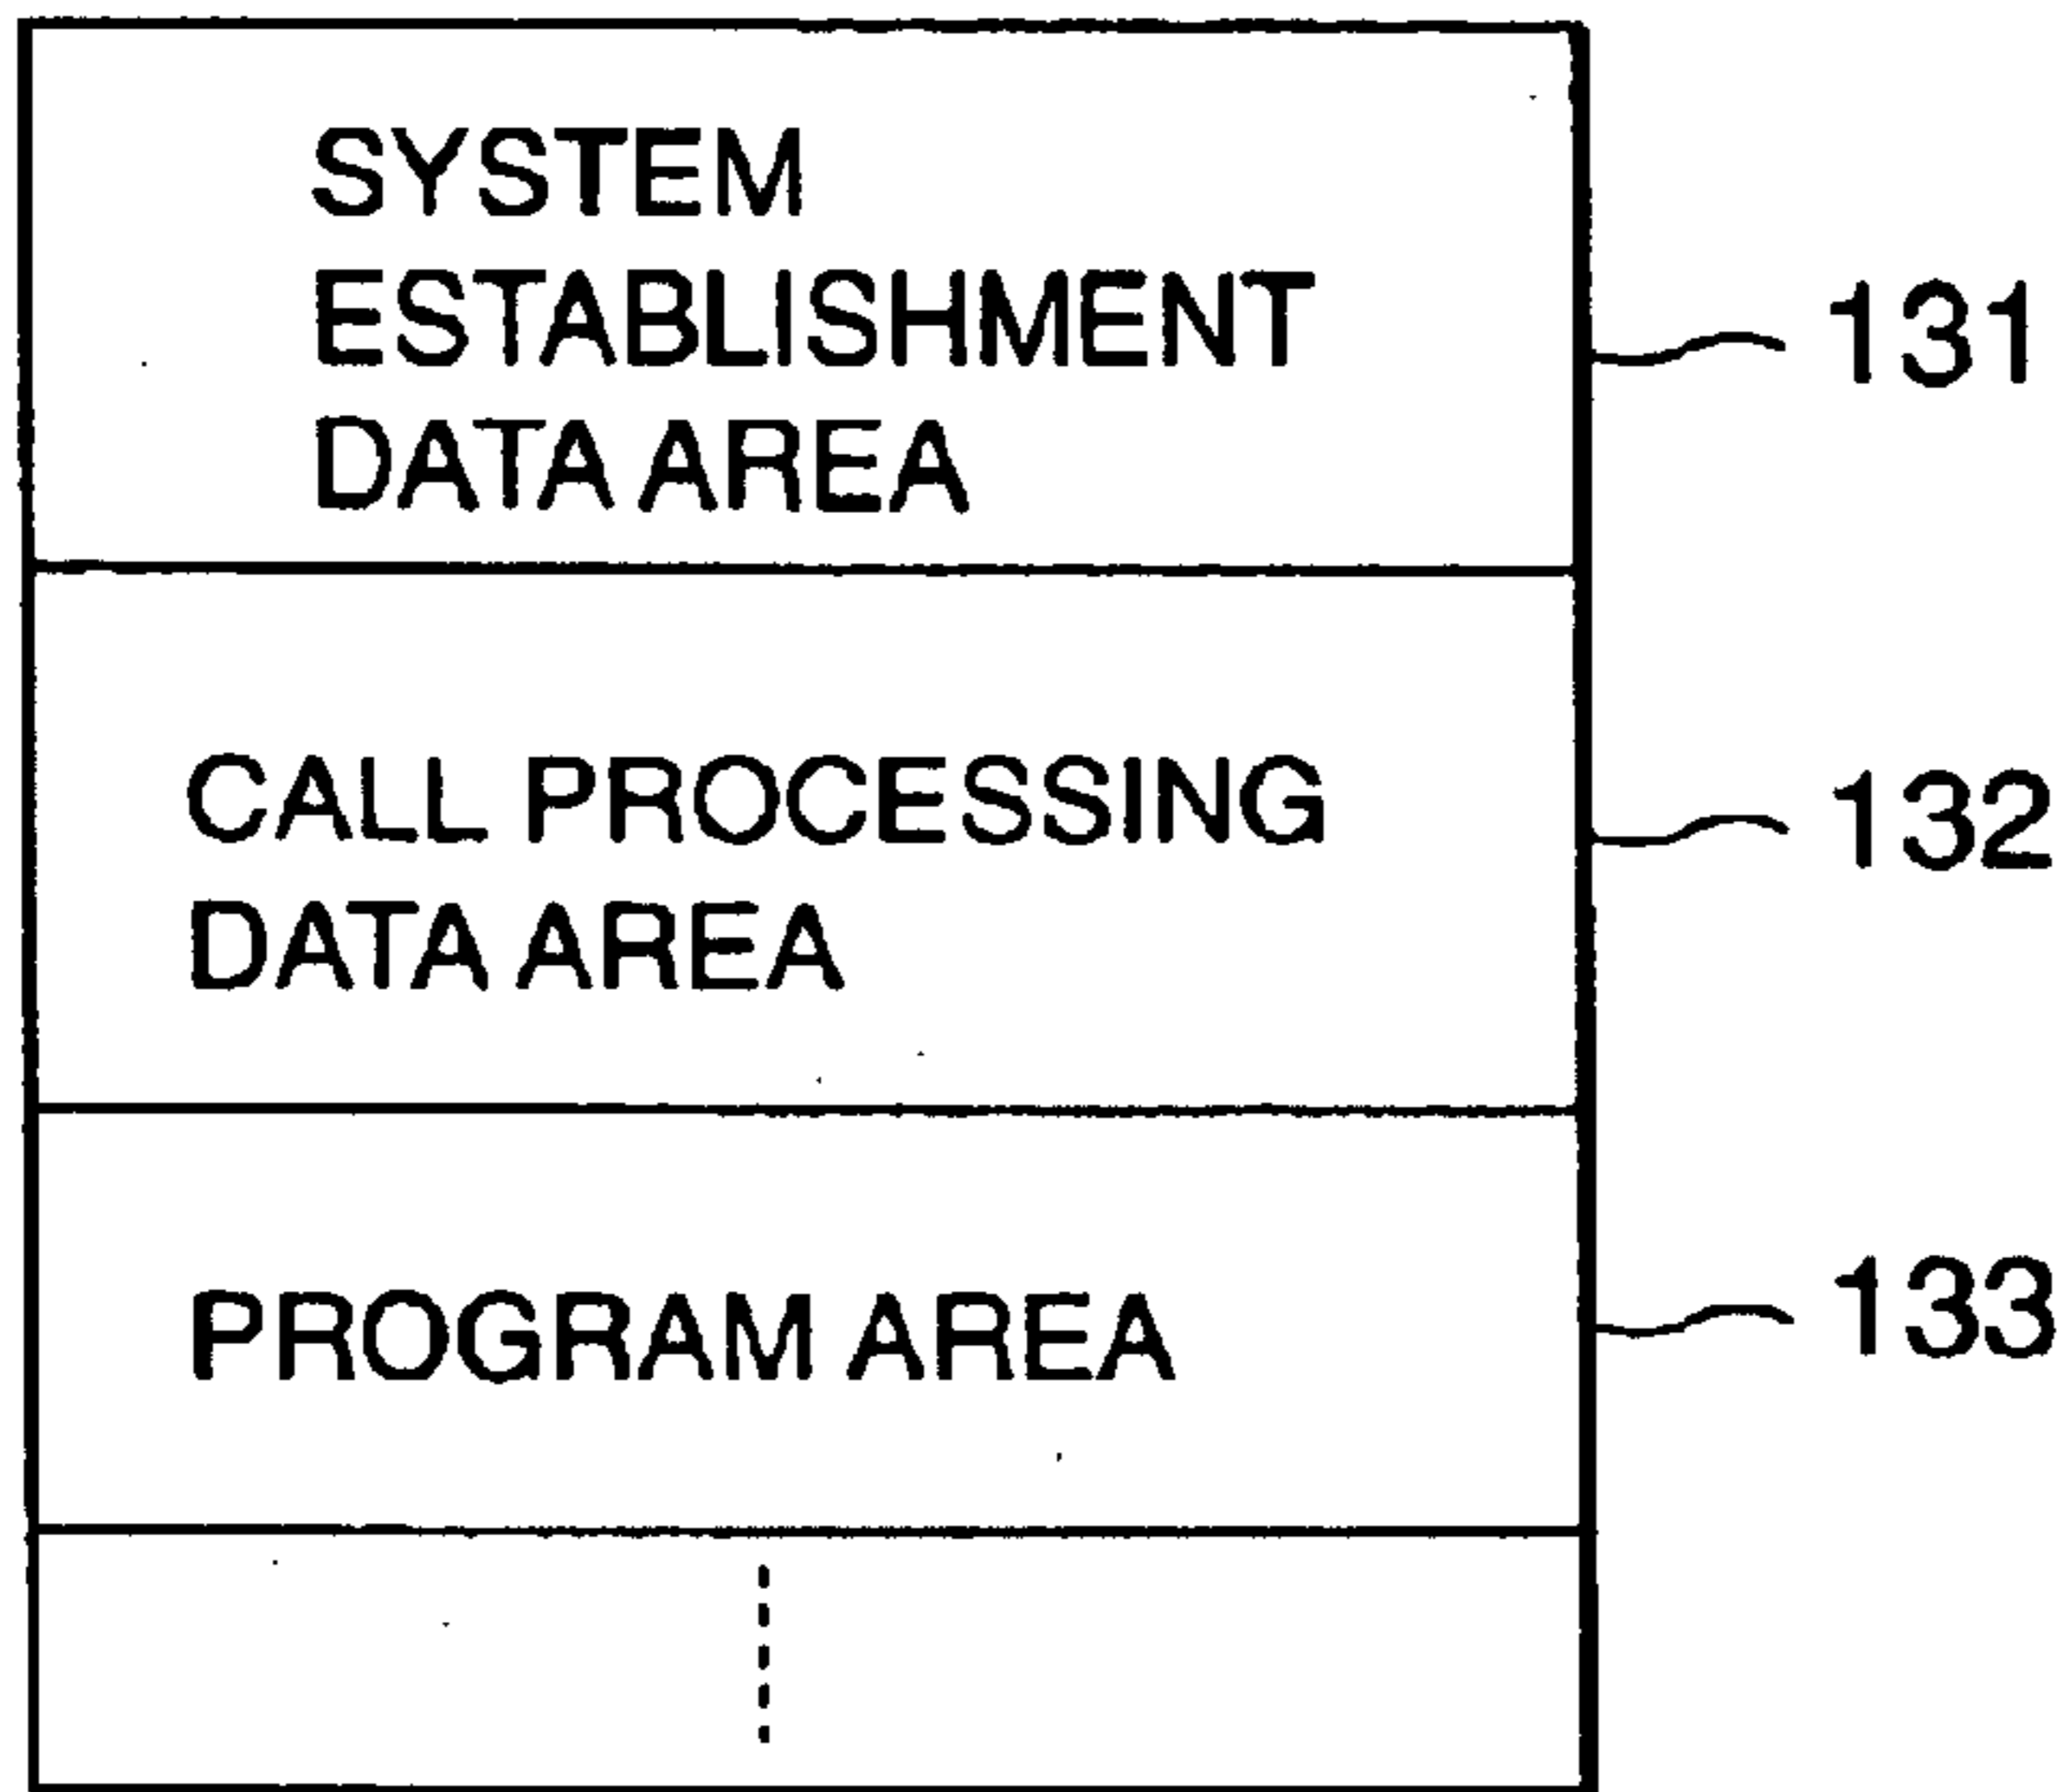 SYSTEM
ESTABLISHMENT
DATA AREA
131
CALL PROCESSING
DATA AREA
132
PROGRAM AREA
133